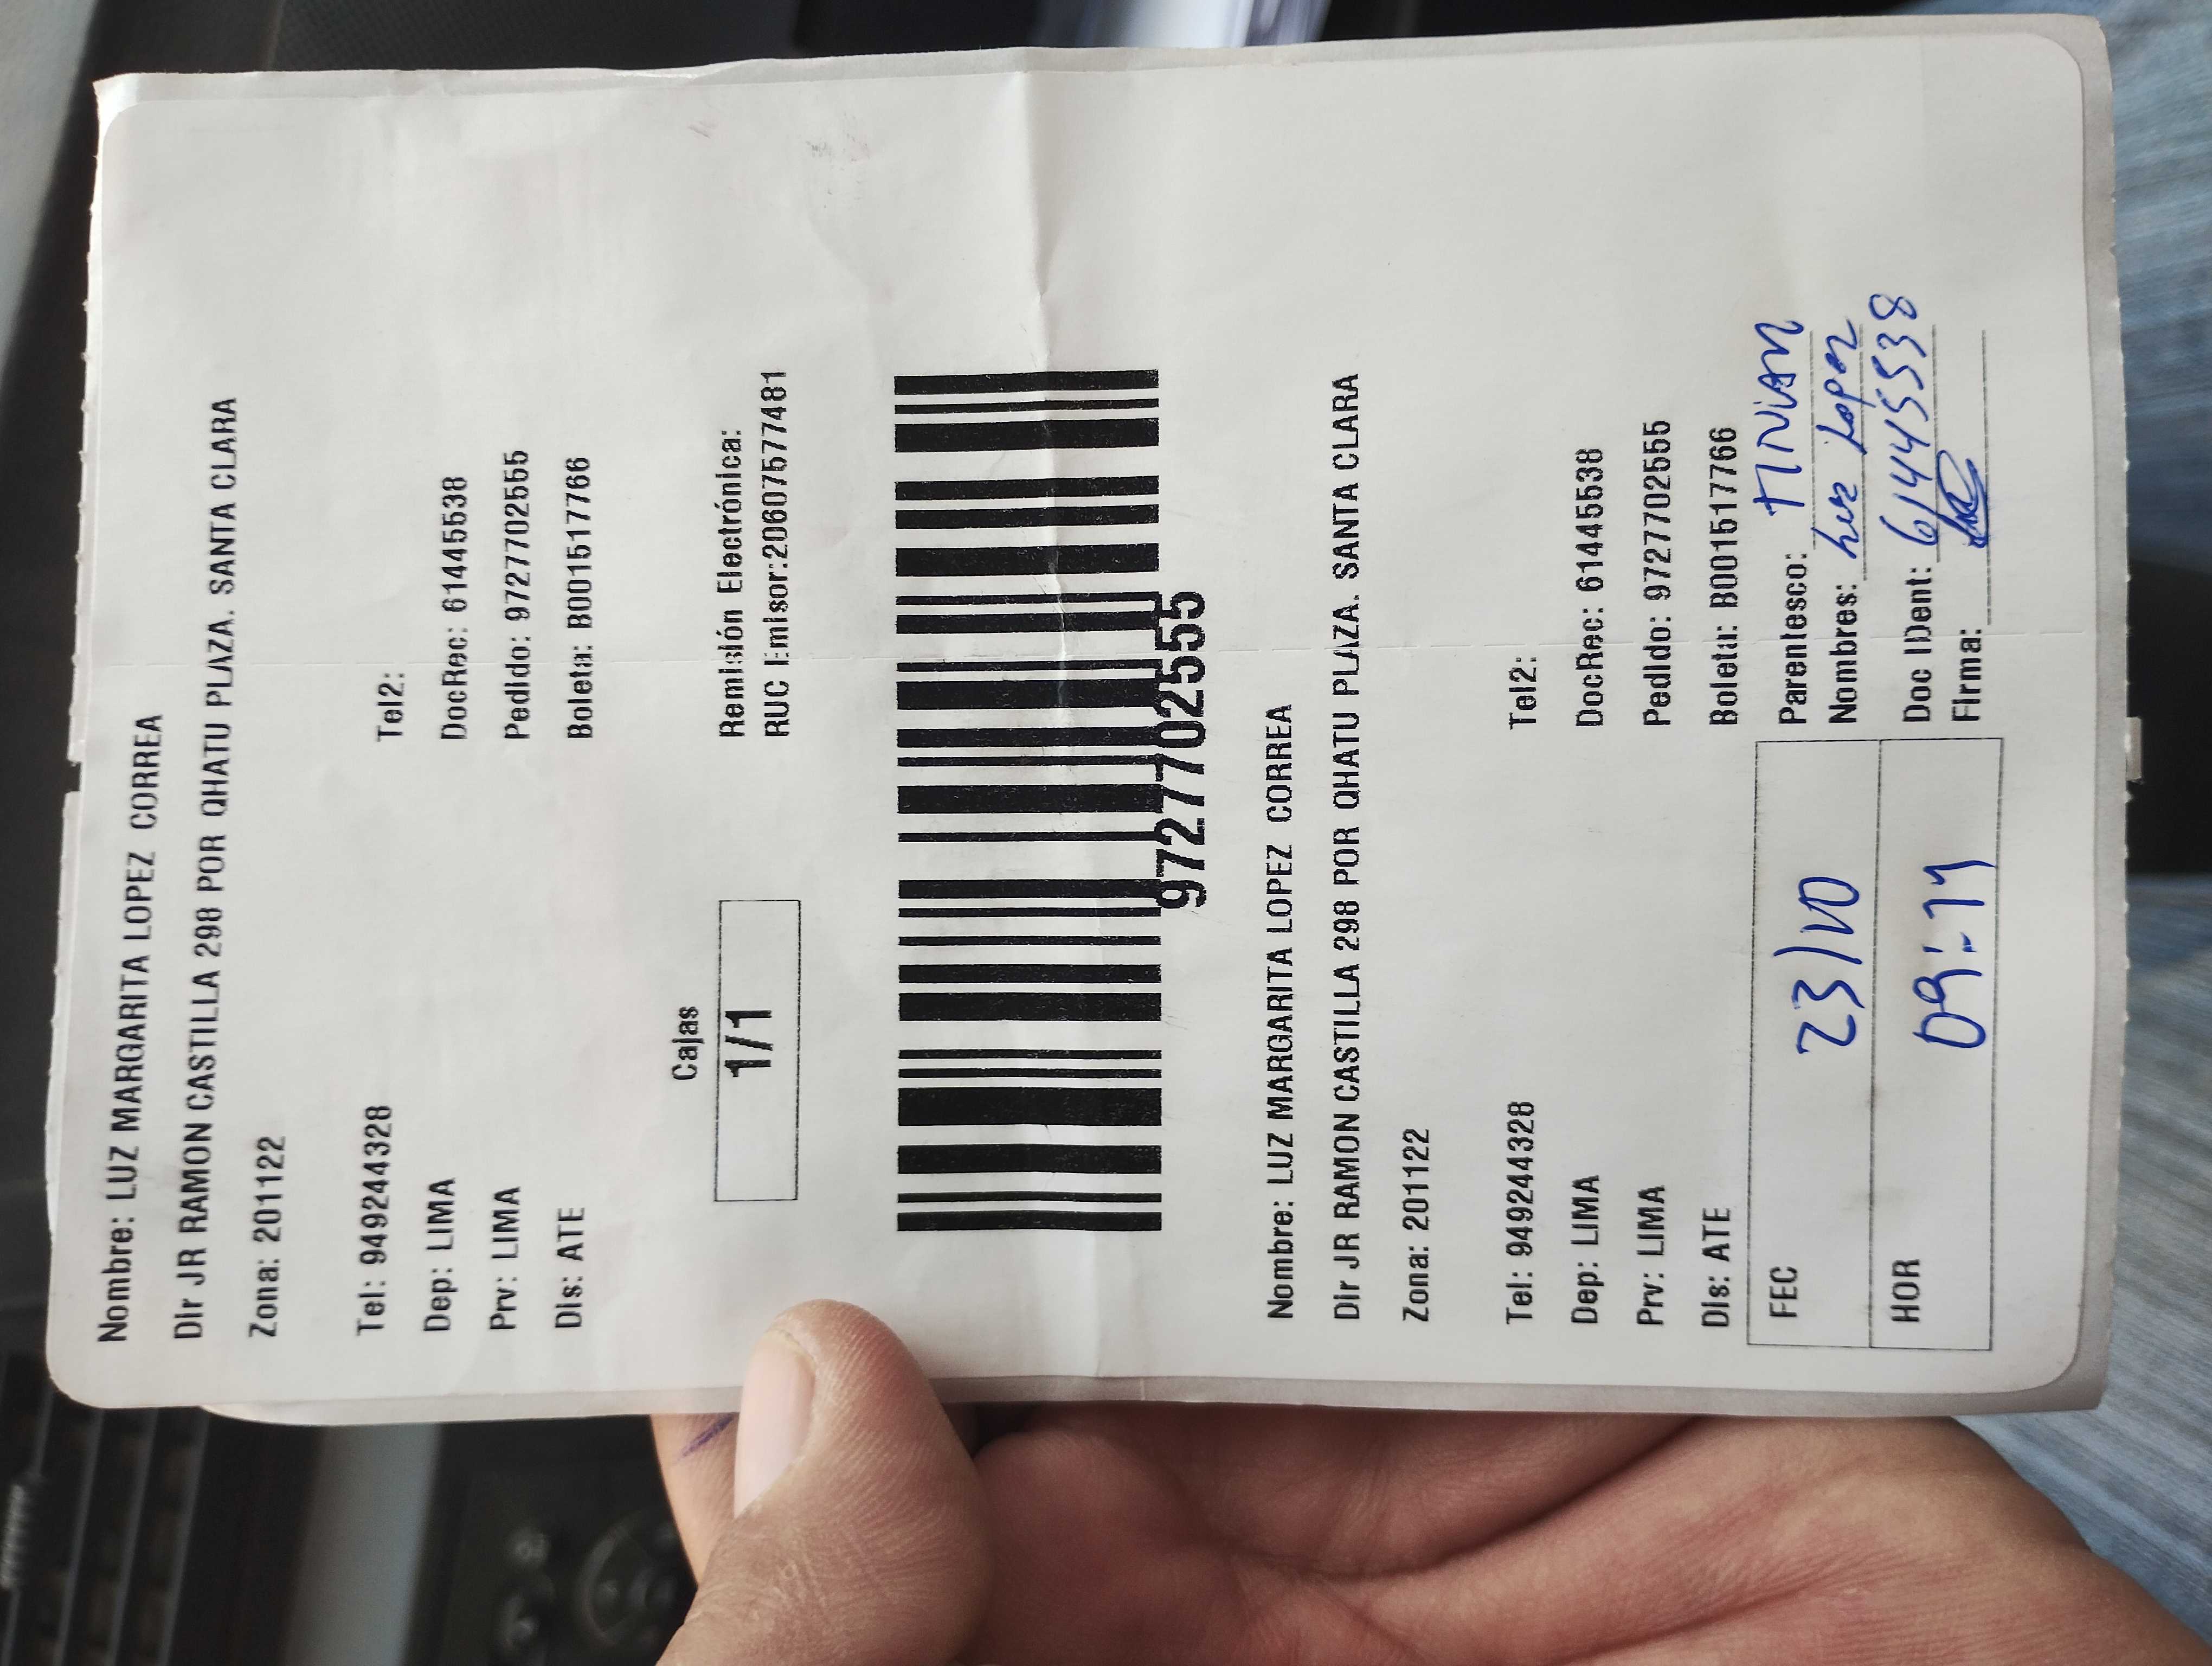 Nombre: LUZ MARGARITA LOPEZ CORREA
Dir JR RAMON CASTILLA 298 POR QHATU PLAZA. SANTA CLARA
Zona: 201122
Tel: 949244328 Tel2:
Dep: LIMA DocRec: 61445538
Prv: LIMA Pedido: 9727702555
Dis: ATE Boleta: B001517766
Cajas
1/1
Remisión Electrónica:
RUC Emisor:20607577481
9727702555
Nombre: LUZ MARGARITA LOPEZ CORREA
Dir JR RAMON CASTILLA 298 POR QHATU PLAZA. SANTA CLARA
Zona: 201122
Tel: 949244328 Tel2:
Dep: LIMA DocRec: 61445538
Prv: LIMA Pedido: 9727702555
Dis: ATE Boleta: B001517766
FEC 23/10
HOR 09:
Parentesco:
Nombres: Luz Lopez
Doc IDent: 61445538
Firma: